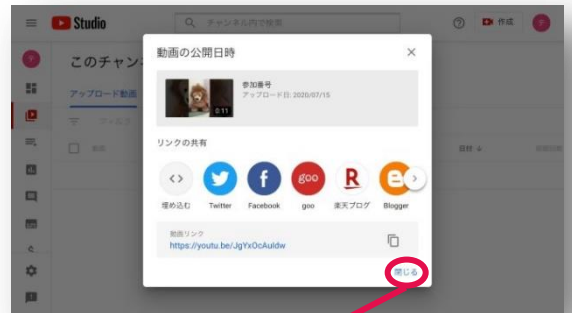 Studio
チャンネル内で検索
作成
このチャン
アップロード動画
動画の公開日時
参加番号
アップロード日: 2020/07/15
0:11
リンクの共有
goo
R
埋め込む
Twitter
Facebook
goo
楽天ブログ
Blogger
日付
動画リンク
https://youtu.be/JgYxOcAuldw
閉じる